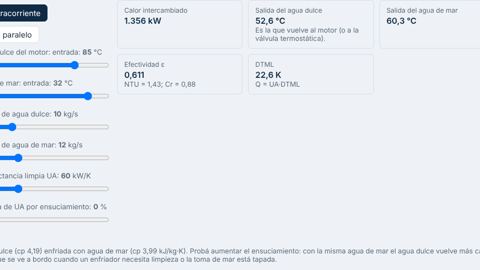 racorriente
paralelo
ulce del motor: entrada: 85 °C
e mar: entrada: 32 °C
de agua dulce: 10 kg/s
de agua de mar: 12 kg/s
ctancia limpia UA: 60 kW/K
a de UA por ensuciamiento: 0 %
Calor intercambiado
1.356 kW
Salida del agua dulce
52,6 °C
Es la que vuelve al motor (o a la
válvula termostática).
Salida del agua de mar
60,3 °C
Efectividad ε
0,611
NTU = 1,43; Cr = 0,88
DTML
22,6 K
Q = UA·DTML
ulce (cp 4,19) enfriada con agua de mar (cp 3,99 kJ/kg·K). Probá aumentar el ensuciamiento: con la misma agua de mar el agua dulce vuelve más ca
ue se ve a bordo cuando un enfriador necesita limpieza o la toma de mar está tapada.